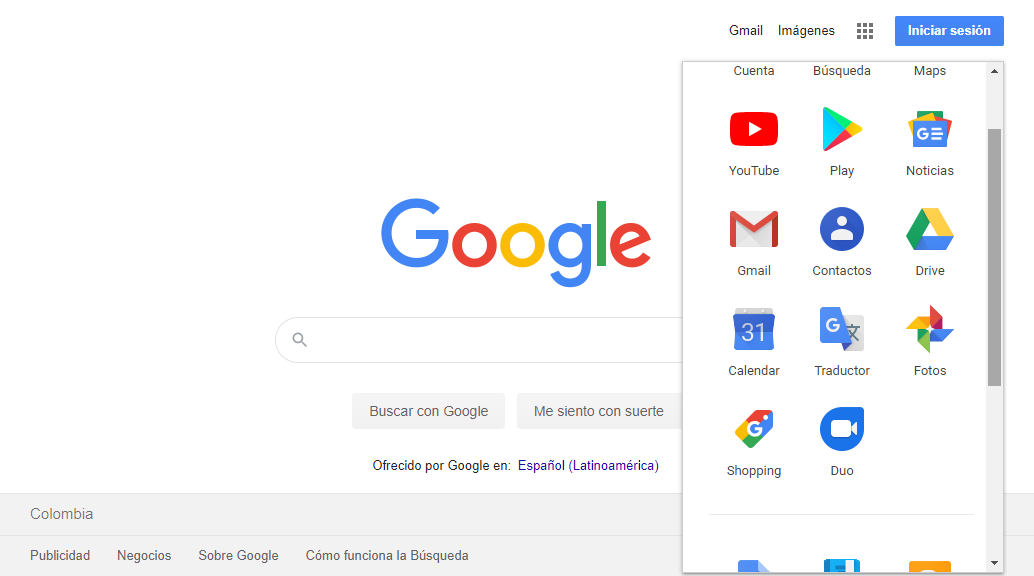 Gmail Imágenes Iniciar sesión
Cuenta Búsqueda Maps
YouTube Play Noticias
Gmail Contactos Drive
31
Calendar Traductor Fotos
Shopping Duo
Google
Buscar con Google Me siento con suerte
Ofrecido por Google en: Español (Latinoamérica)
Colombia
Publicidad Negocios Sobre Google Cómo funciona la Búsqueda